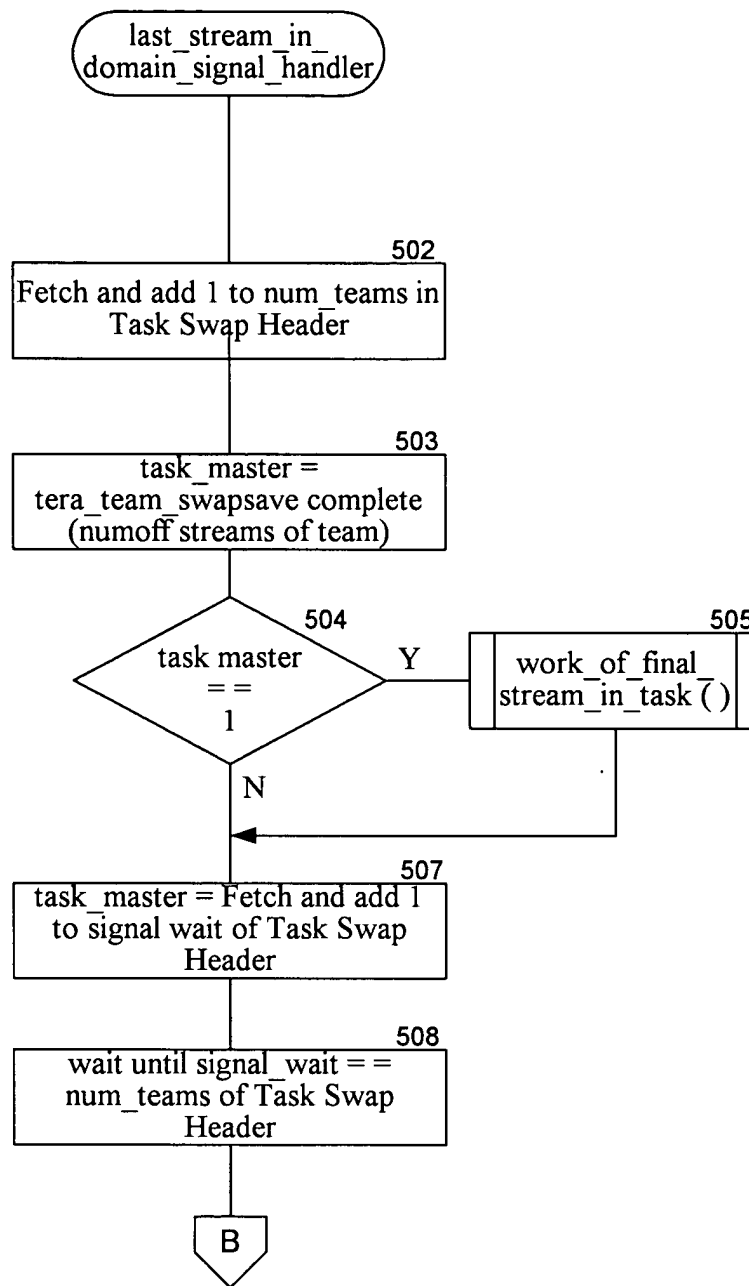 last_stream_in_
domain_signal_handler
502
Fetch and add 1 to num_teams in
Task Swap Header
503
task_master =
tera_team_swapsave complete
(numoff streams of team)
504
task master
= =
1
Y
N
505
work_of_final_
stream_in_task ( )
507
task_master = Fetch and add 1
to signal wait of Task Swap
Header
508
wait until signal_wait = =
num_teams of Task Swap
Header
B